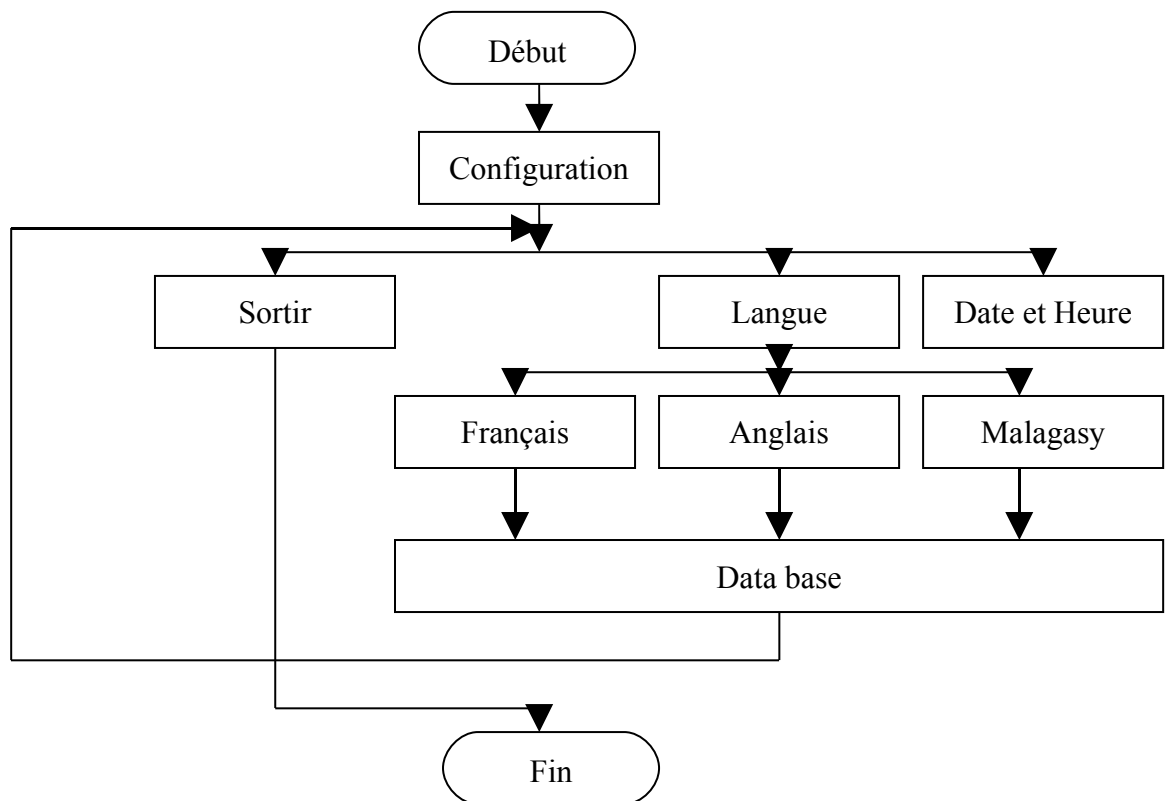 Début
Configuration
Sortir
Langue
Date et Heure
Français
Anglais
Malagasy
Data base
Fin